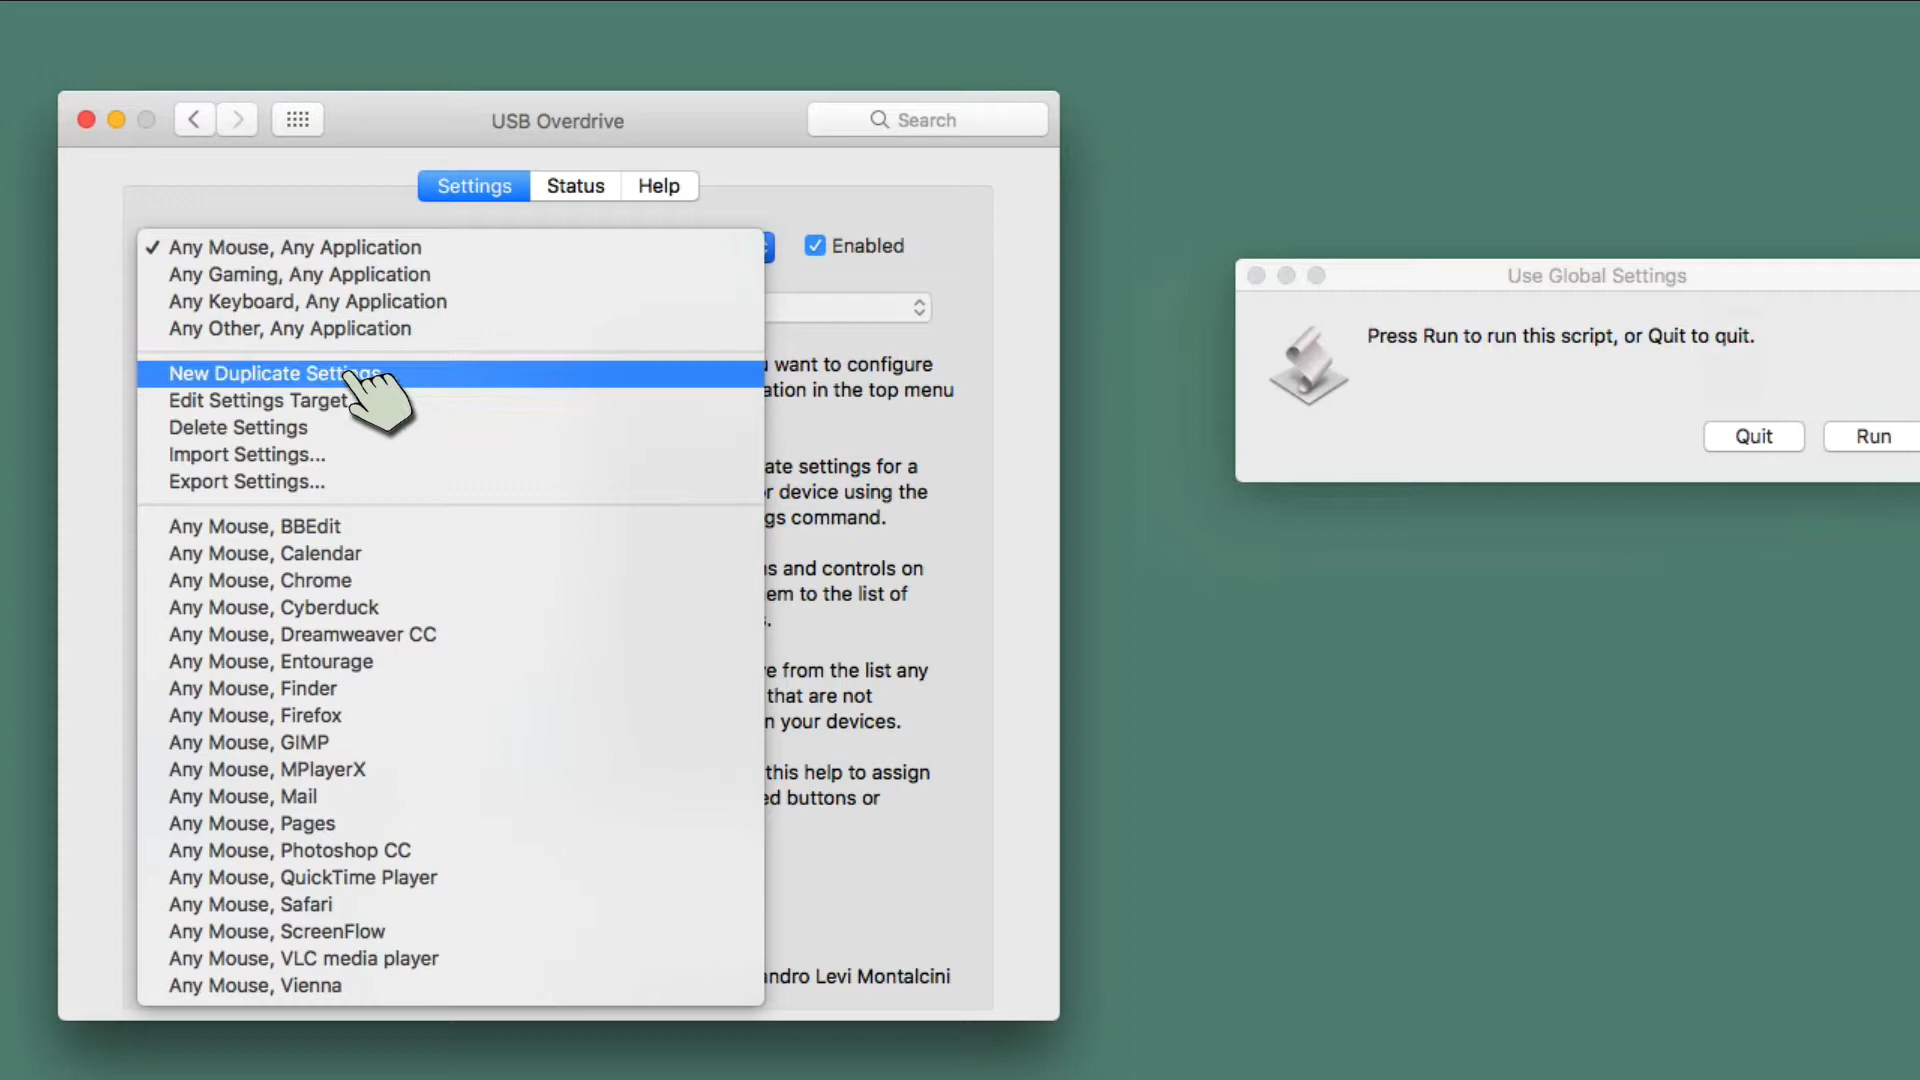 USB Overdrive
Search
Settings
Status
Help
✓ Any Mouse, Any Application
Any Gaming, Any Application
Any Keyboard, Any Application
Any Other, Any Application
New Duplicate Settings
Edit Settings Target
Delete Settings
Import Settings...
Export Settings...
Any Mouse, BBEdit
Any Mouse, Calendar
Any Mouse, Chrome
Any Mouse, Cyberduck
Any Mouse, Dreamweaver CC
Any Mouse, Entourage
Any Mouse, Finder
Any Mouse, Firefox
Any Mouse, GIMP
Any Mouse, MPlayerX
Any Mouse, Mail
Any Mouse, Pages
Any Mouse, Photoshop CC
Any Mouse, QuickTime Player
Any Mouse, Safari
Any Mouse, ScreenFlow
Any Mouse, VLC media player
Any Mouse, Vienna
Enabled
want to configure
ation in the top menu
ate settings for a
r device using the
gs command.
s and controls on
em to the list of
e from the list any
that are not
n your devices.
this help to assign
ed buttons or
andro Levi Montalcini
Use Global Settings
Press Run to run this script, or Quit to quit.
Quit
Run